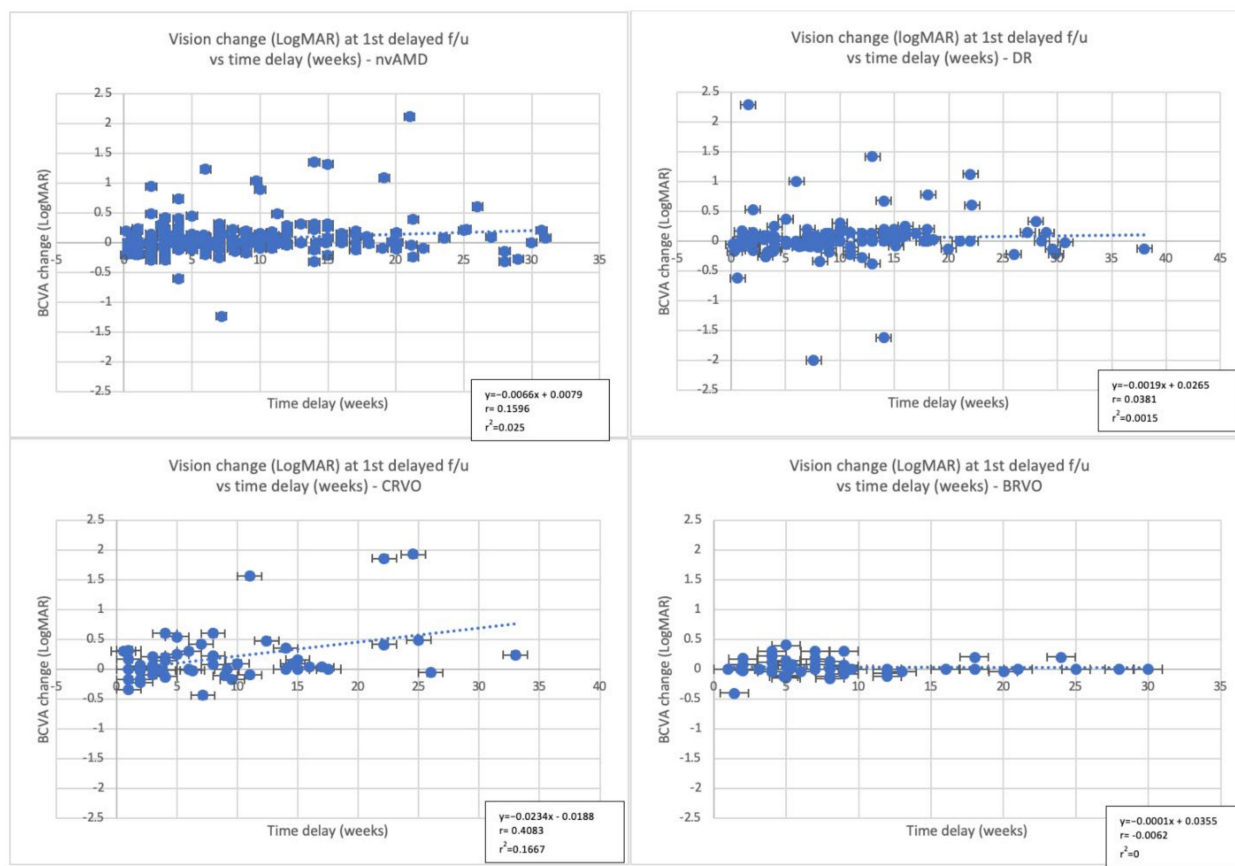 Vision change (LogMAR) at 1st delayed f/u
vs time delay (weeks) - nvAMD
2.5
2
1.5
1
0.5
0
-0.5
-1
-1.5
-2
-2.5
-5
0
5
10
15
20
25
30
35
BCVA change (LogMAR)
Time delay (weeks)
y=−0.0066x + 0.0079
r= 0.1596
r²=0.025
Vision change (logMAR) at 1st delayed f/u
vs time delay (weeks) - DR
2.5
2
1.5
1
0.5
0
-0.5
-1
-1.5
-2
-2.5
-5
0
5
10
15
20
25
30
35
40
45
BCVA change (LogMAR)
Time delay (weeks)
y=−0.0019x + 0.0265
r= 0.0381
r²=0.0015
Vision change (LogMAR) at 1st delayed f/u
vs time delay (weeks) - CRVO
2.5
2
1.5
1
0.5
0
-0.5
-1
-1.5
-2
-2.5
-5
0
5
10
15
20
25
30
35
40
BCVA change (LogMAR)
Time delay (weeks)
y=−0.0234x - 0.0188
r= 0.4083
r²=0.1667
Vision change (LogMAR) at 1st delayed f/u
vs time delay (weeks) - BRVO
2.5
2
1.5
1
0.5
0
-0.5
-1
-1.5
-2
-2.5
0
5
10
15
20
25
30
35
BCVA change (LogMAR)
Time delay (weeks)
y=−0.0001x + 0.0355
r= -0.0062
r²=0